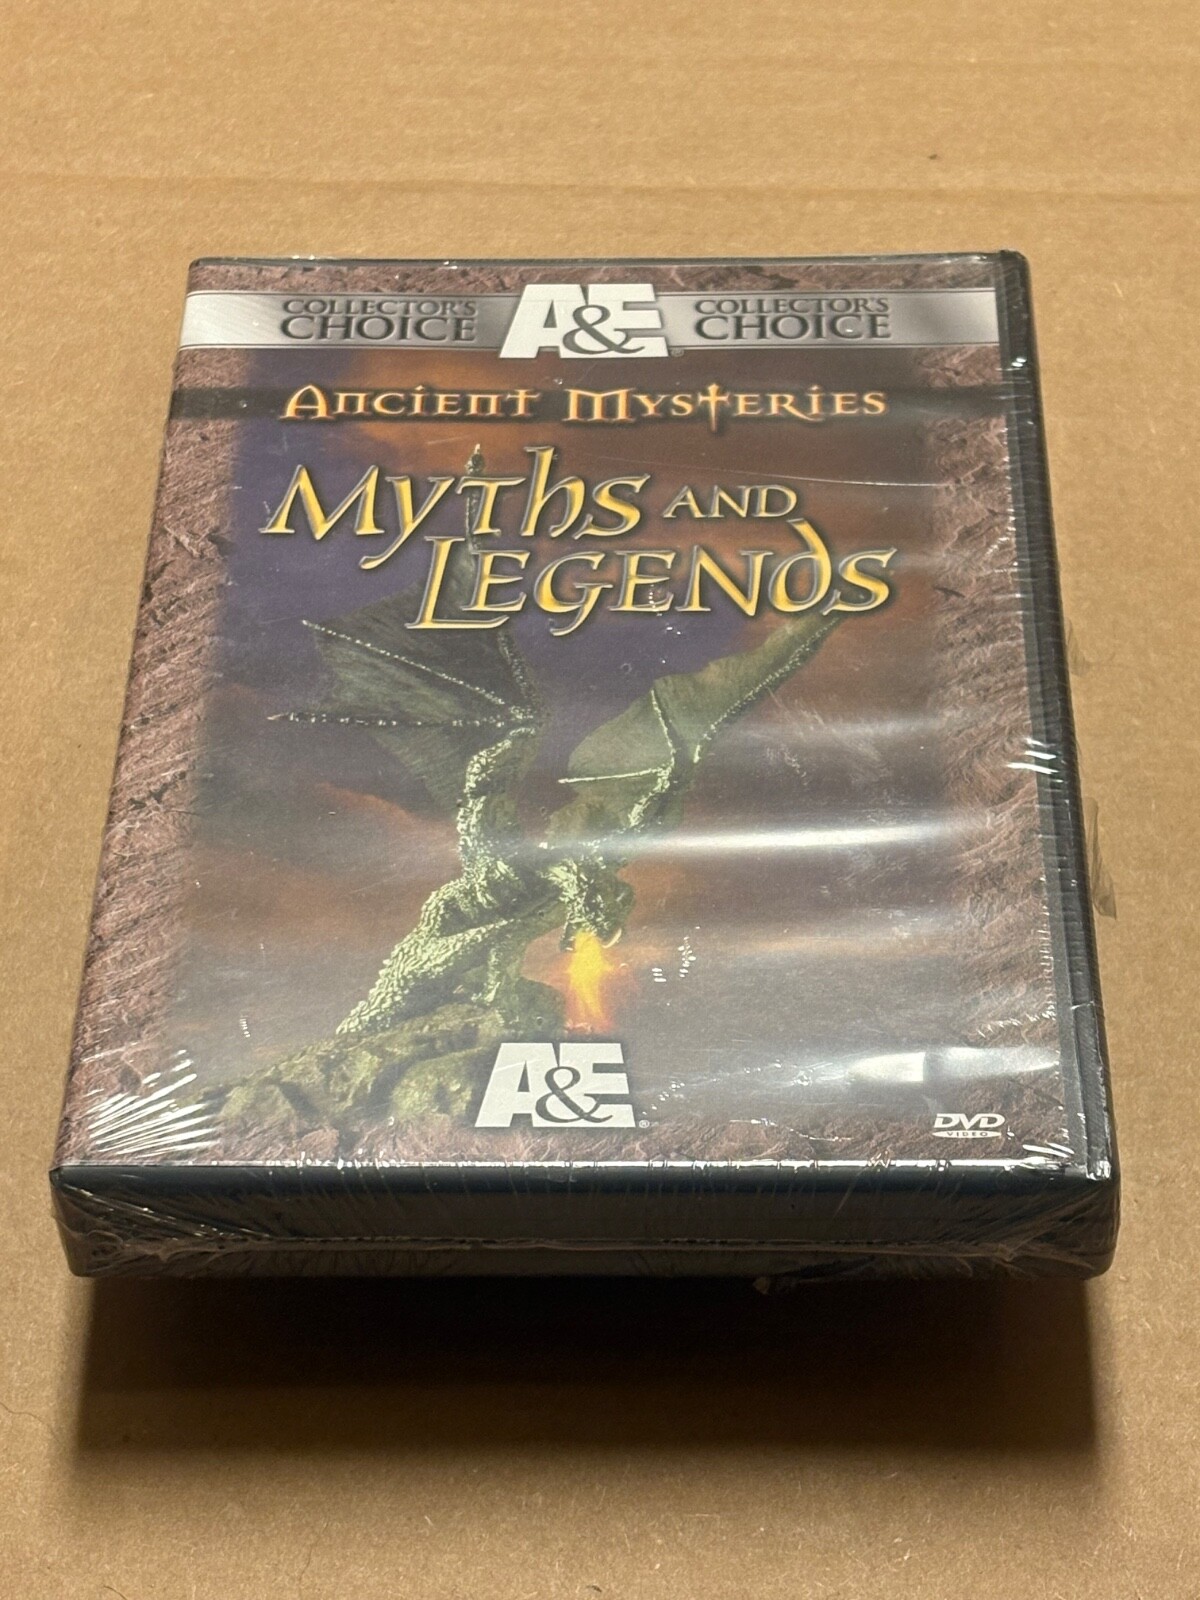 COLLECTOR'S CHOICE A&E® COLLECTOR'S CHOICE
Ancient Mysteries
Myths and
Legends
A&E®
DVD
VIDEO